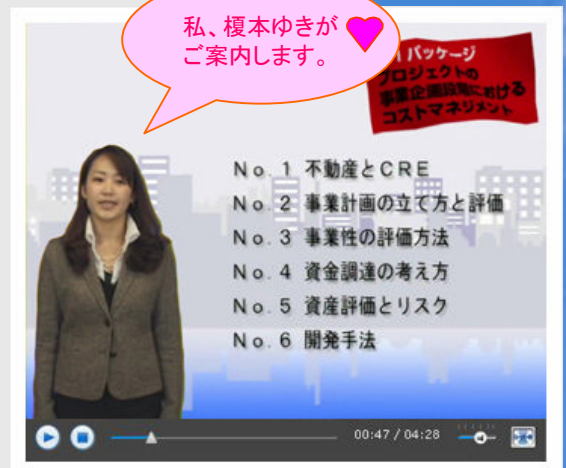 私、榎本ゆきが
ご案内します。
パッケージ
プロジェクトの
事業企画段階における
コストマネジメント
No.1 不動産とCRE
No.2 事業計画の立て方と評価
No.3 事業性の評価方法
No.4 資金調達の考え方
No.5 資産評価とリスク
No.6 開発手法
00:47 / 04:28